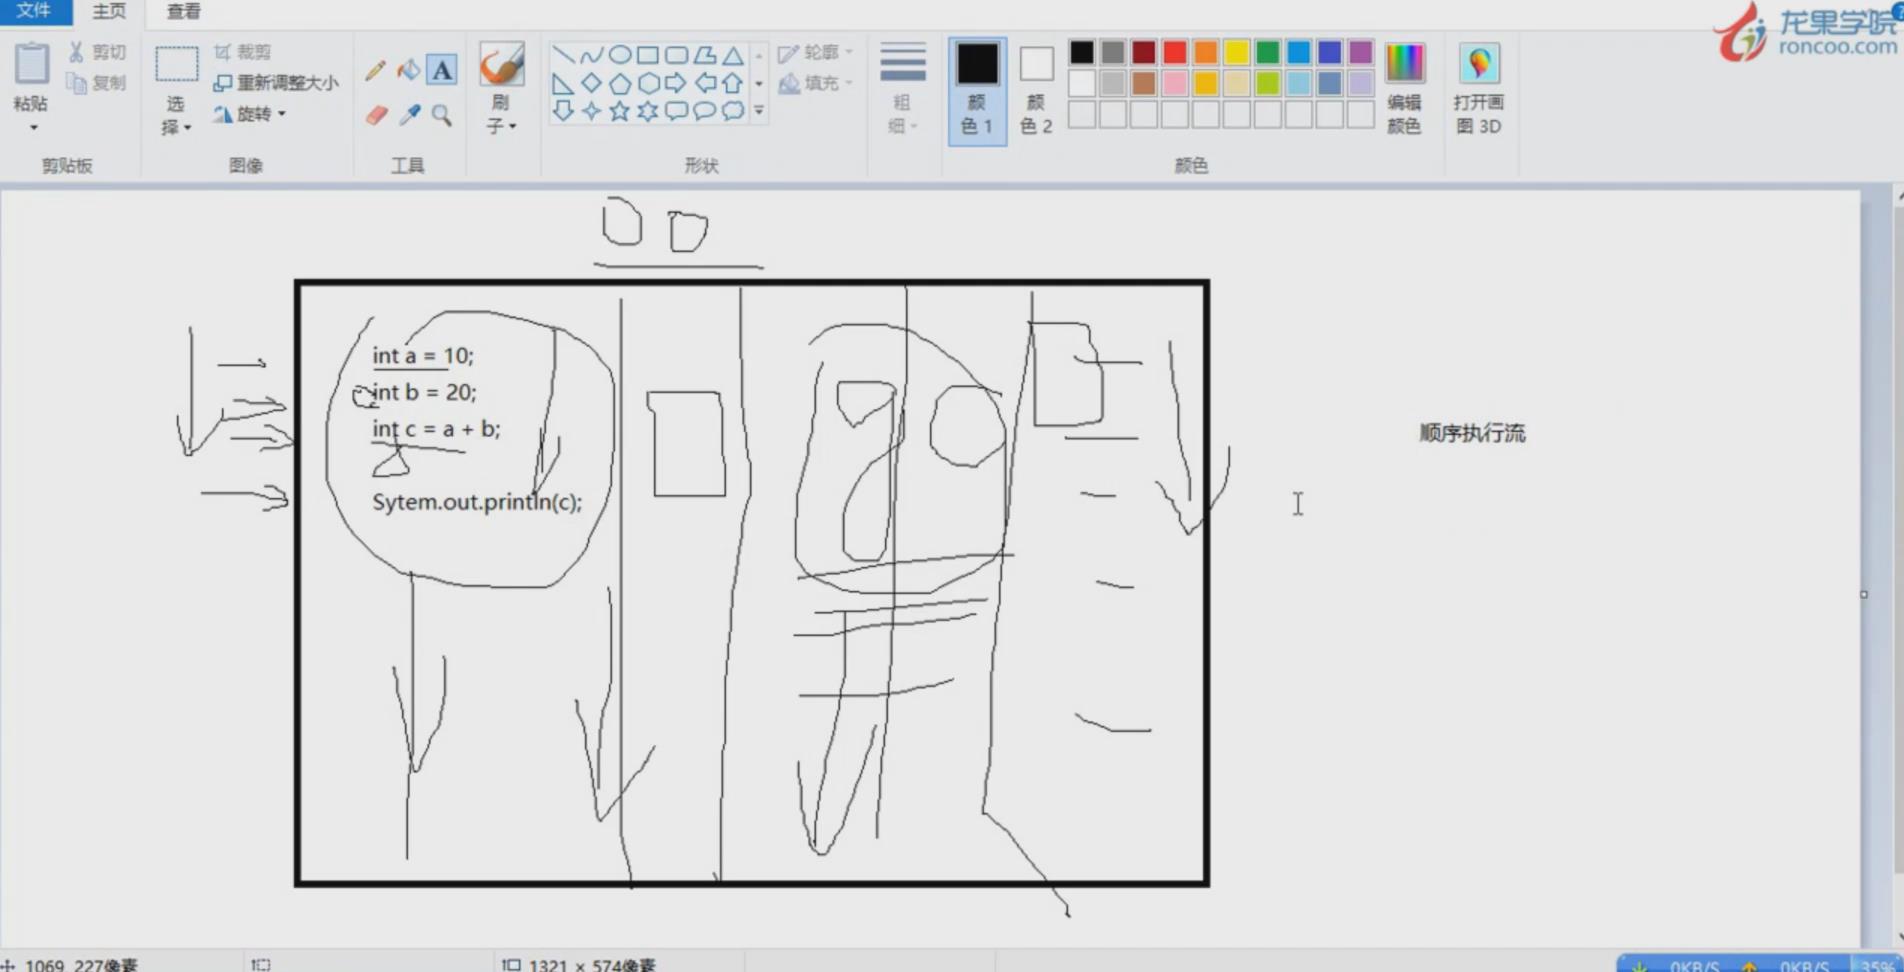 文件 主页 查看
龙果学院
roncoo.com
粘贴
剪切
复制
剪贴板
选择
裁剪
重新调整大小
旋转
图像
A
工具
刷子
形状
轮廓
填充
粗细
颜色 1
颜色 2
颜色
编辑颜色
打开画图 3D
int a = 10;
int b = 20;
int c = a + b;
Sytem.out.println(c);
顺序执行流
1069, 227像素
1321 × 574像素
0KB/S 0KB/S 35%